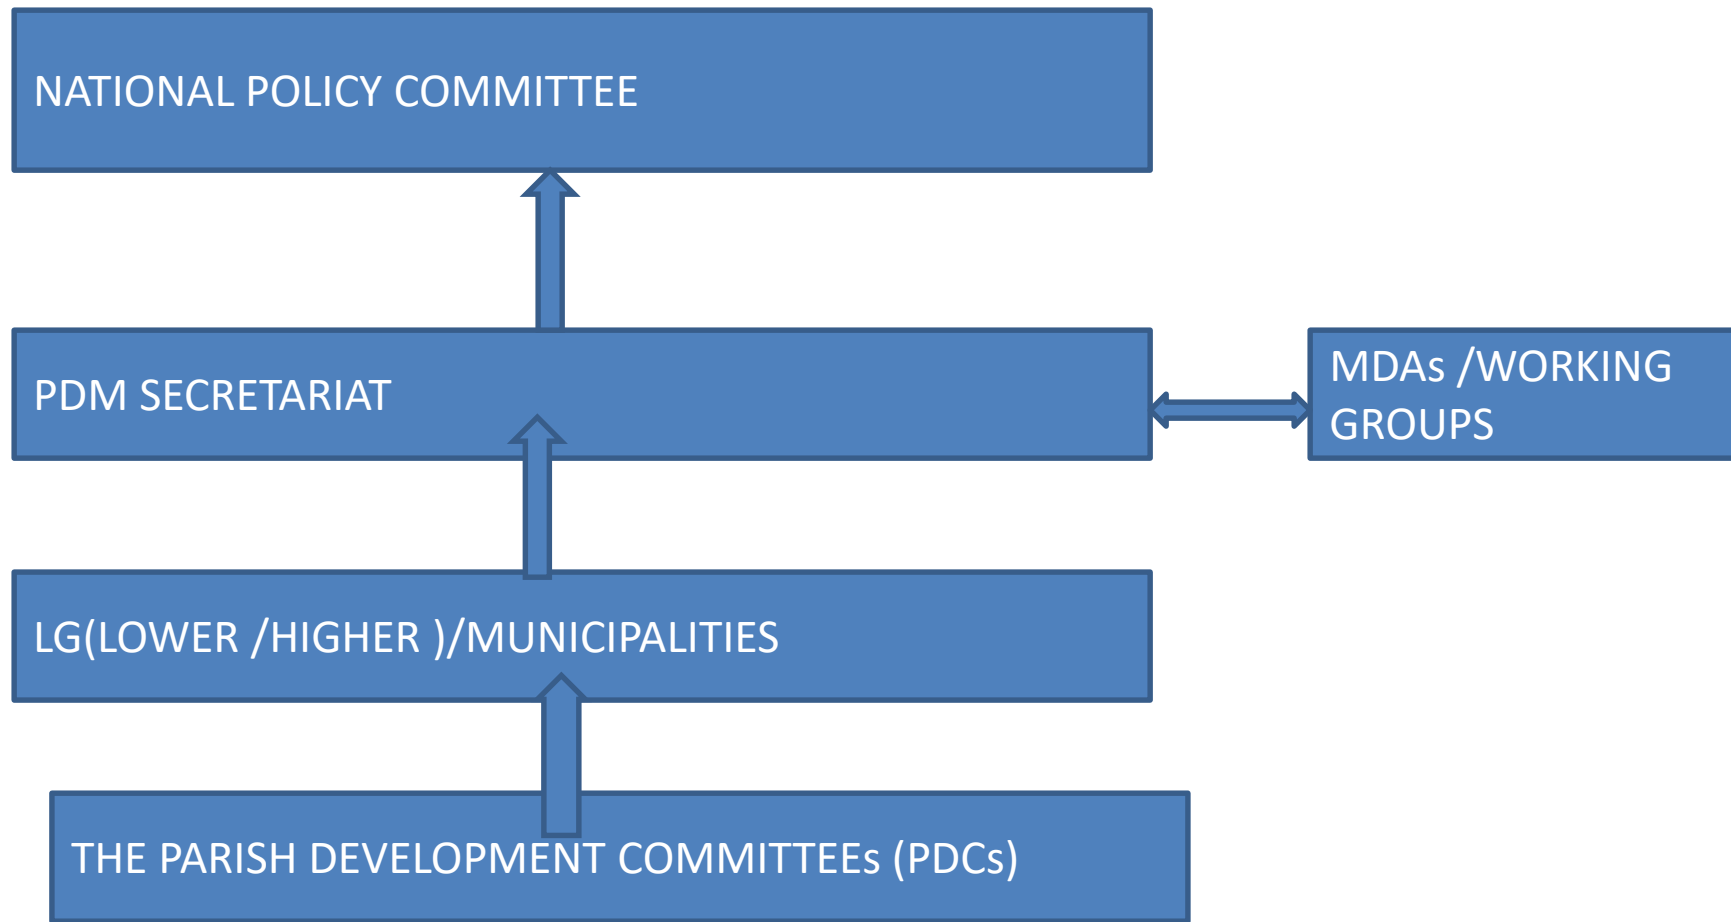 NATIONAL POLICY COMMITTEE
PDM SECRETARIAT
MDAs /WORKING
GROUPS
LG(LOWER /HIGHER )/MUNICIPALITIES
THE PARISH DEVELOPMENT COMMITTEEs (PDCs)